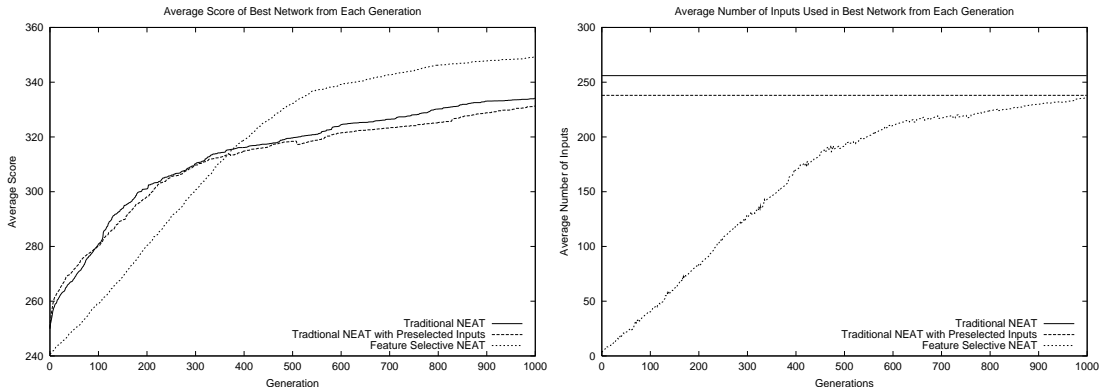 Average Score of Best Network from Each Generation
360
340
320
300
280
260
240
Average Score
Traditional NEAT
Tradtional NEAT with Preselected Inputs
Feature Selective NEAT
0 100 200 300 400 500 600 700 800 900 1000
Generation
Average Number of Inputs Used in Best Network from Each Generation
300
250
200
150
100
50
0
Average Number of Inputs
Traditional NEAT
Traditional NEAT with Preselected Inputs
Feature Selective NEAT
0 100 200 300 400 500 600 700 800 900 1000
Generations